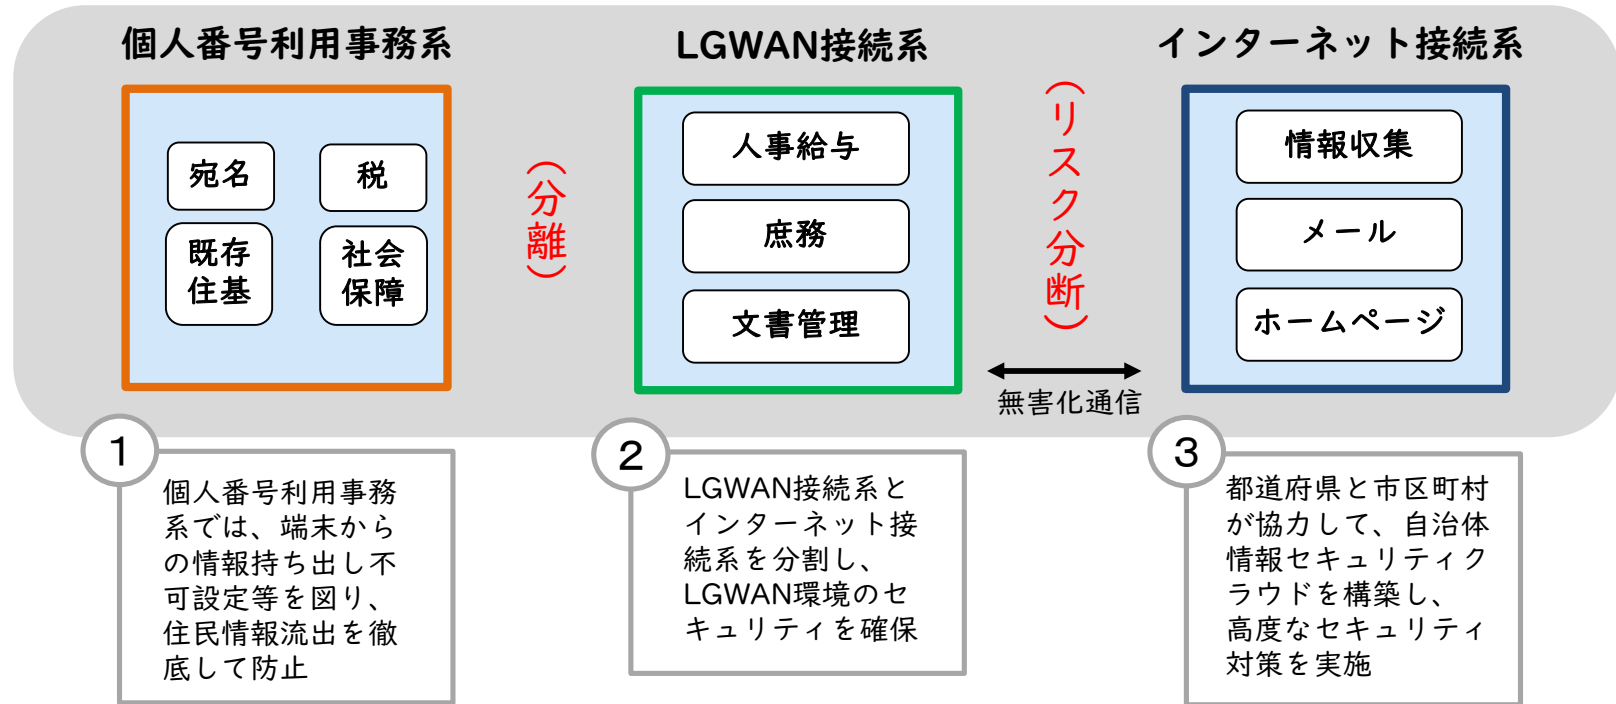 個人番号利用事務系
LGWAN接続系
インターネット接続系
宛名
税
既存
住基
社会
保障
（分離）
人事給与
庶務
文書管理
（リスク分断）
無害化通信
情報収集
メール
ホームページ
1
個人番号利用事務
系では、端末から
の情報持ち出し不
可設定等を図り、
住民情報流出を徹
底して防止
2
LGWAN接続系と
インターネット接
続系を分割し、
LGWAN環境のセ
キュリティを確保
3
都道府県と市区町村
が協力して、自治体
情報セキュリティク
ラウドを構築し、
高度なセキュリティ
対策を実施